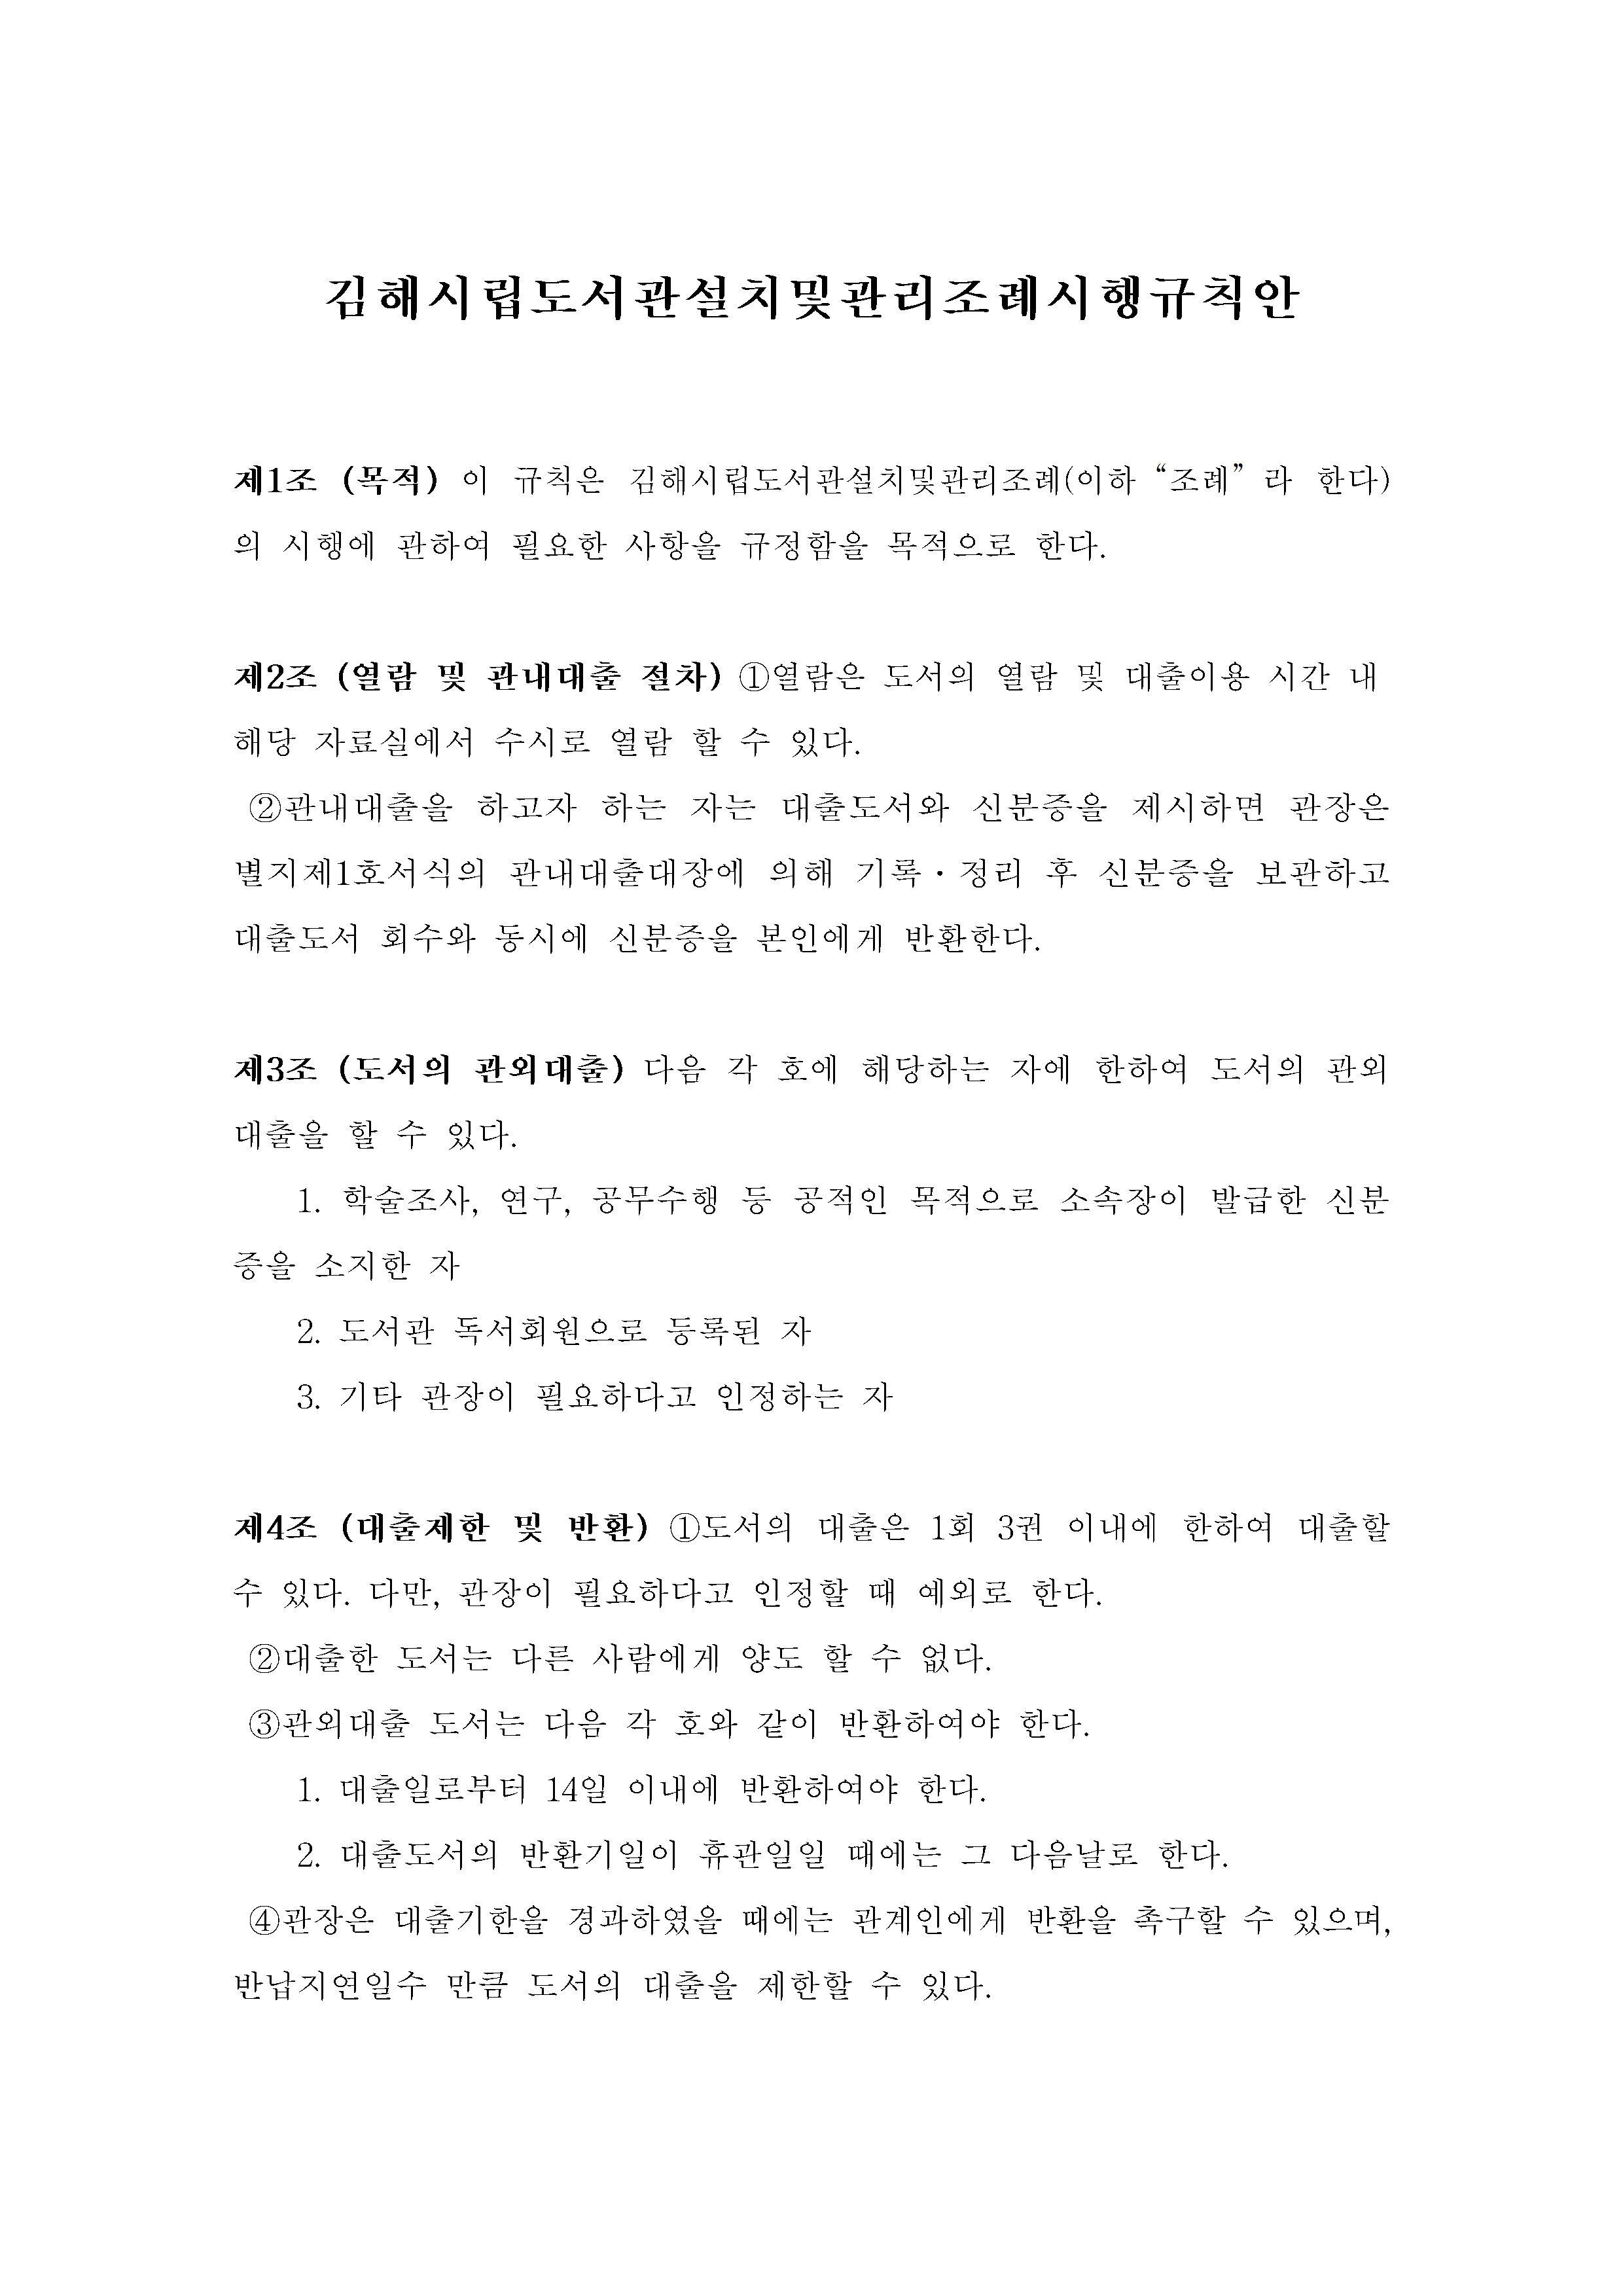 김해시립도서관설치및관리조례시행규칙안
제1조 (목적) 이 규칙은 김해시립도서관설치및관리조례(이하 “조례” 라 한다)
의 시행에 관하여 필요한 사항을 규정함을 목적으로 한다.
제2조 (열람 및 관내대출 절차) ①열람은 도서의 열람 및 대출이용 시간 내
해당 자료실에서 수시로 열람 할 수 있다.
②관내대출을 하고자 하는 자는 대출도서와 신분증을 제시하면 관장은
별지제1호서식의 관내대출대장에 의해 기록·정리 후 신분증을 보관하고
대출도서 회수와 동시에 신분증을 본인에게 반환한다.
제3조 (도서의 관외대출) 다음 각 호에 해당하는 자에 한하여 도서의 관외
대출을 할 수 있다.
1. 학술조사, 연구, 공무수행 등 공적인 목적으로 소속장이 발급한 신분
증을 소지한 자
2. 도서관 독서회원으로 등록된 자
3. 기타 관장이 필요하다고 인정하는 자
제4조 (대출제한 및 반환) ①도서의 대출은 1회 3권 이내에 한하여 대출할
수 있다. 다만, 관장이 필요하다고 인정할 때 예외로 한다.
②대출한 도서는 다른 사람에게 양도 할 수 없다.
③관외대출 도서는 다음 각 호와 같이 반환하여야 한다.
1. 대출일로부터 14일 이내에 반환하여야 한다.
2. 대출도서의 반환기일이 휴관일일 때에는 그 다음날로 한다.
④관장은 대출기한을 경과하였을 때에는 관계인에게 반환을 촉구할 수 있으며,
반납지연일수 만큼 도서의 대출을 제한할 수 있다.